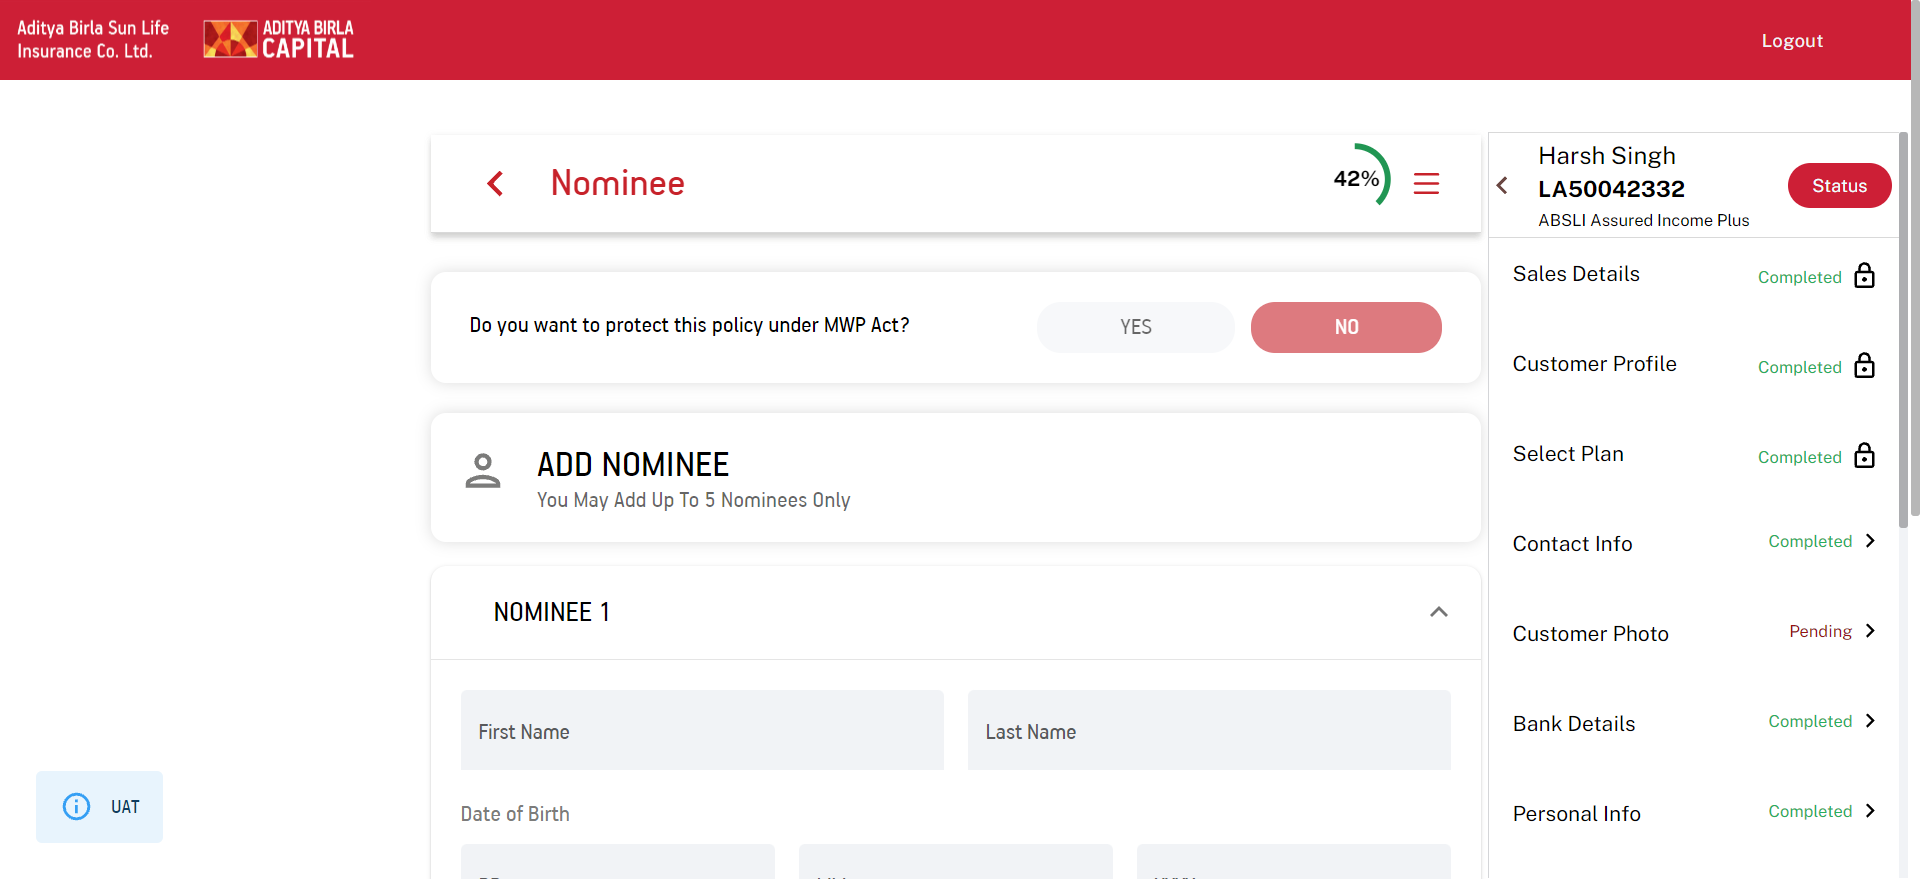 Aditya Birla Sun Life
Insurance Co. Ltd.
ADITYA BIRLA
CAPITAL
Logout
Nominee
42%
Do you want to protect this policy under MWP Act?
YES
NO
ADD NOMINEE
You May Add Up To 5 Nominees Only
NOMINEE 1
First Name
Last Name
Date of Birth
UAT
Harsh Singh
LA50042332
ABSLI Assured Income Plus
Status
Sales Details
Completed
Customer Profile
Completed
Select Plan
Completed
Contact Info
Completed
Customer Photo
Pending
Bank Details
Completed
Personal Info
Completed